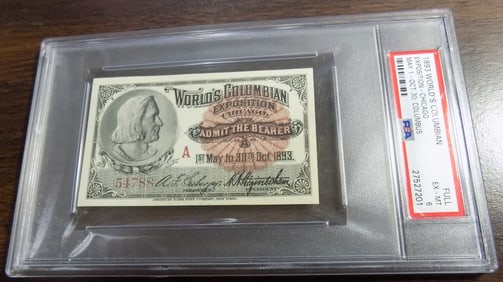 WORLD'S COLUMBIAN
EXPOSITION
CHICAGO,
ADMIT THE BEARER
A
A
1ST May to 30TH Oct. 1893.
54788
1893 WORLD'S COLUMBIAN
EXPOSITION-CHICAGO
MAY 1 - OCT 30, COLUMBUS
FULL
EX-MT
6
PSA
27527201